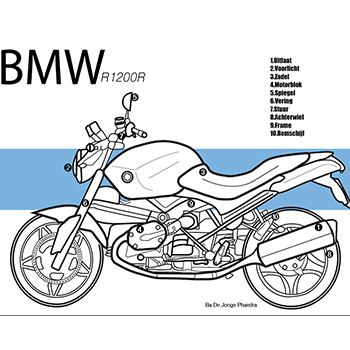 BMW R1200R
1.Uitlaat
2.Voorlicht
3.Zadel
4.Motorblok
5.Spiegel
6.Vering
7.Stuur
8.Achterwiel
9.Frame
10.Remschijf
Ba De Jonge Phaedra